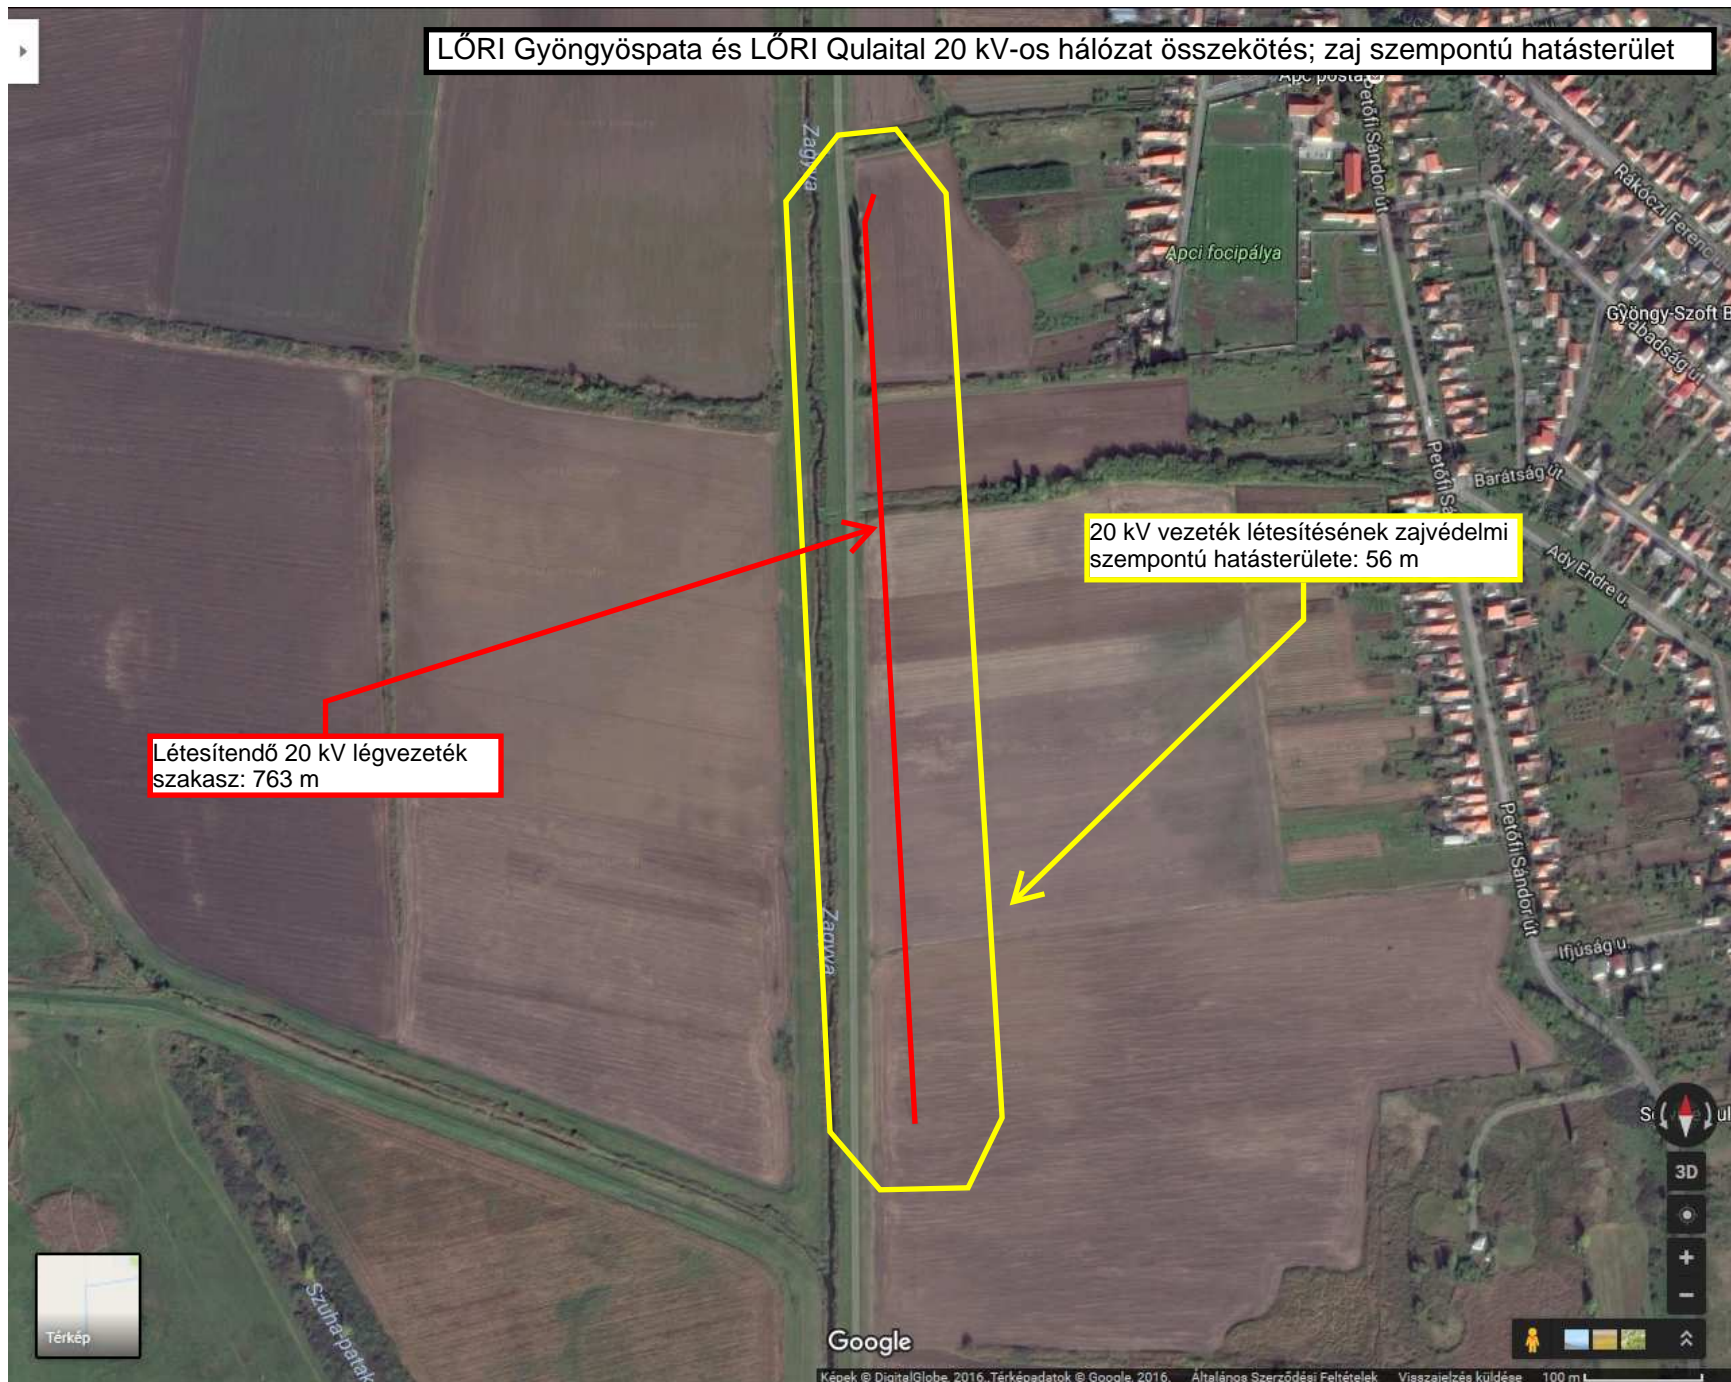 LŐRI Gyöngyöspata és LŐRI Qulaital 20 kV-os hálózat összekötés; zaj szempontú hatásterület
Apc posta
Petőfi Sándor út
Rákóczi Ferenc
Zagyva
Apci focipálya
Gyöngy-Szoft B
Szabadság út
Petőfi Sá
Barátság út
20 kV vezeték létesítésének zajvédelmi
szempontú hatásterülete: 56 m
Ady Endre u.
Létesítendő 20 kV légvezeték
szakasz: 763 m
Petőfi Sándor út
Zagyva
Ifjúság u.
3D
Szuha-patak
Térkép
Google
Képek © DigitalGlobe, 2016, Térképadatok © Google, 2016. Általános Szerződési Feltételek Visszajelzés küldése 100 m